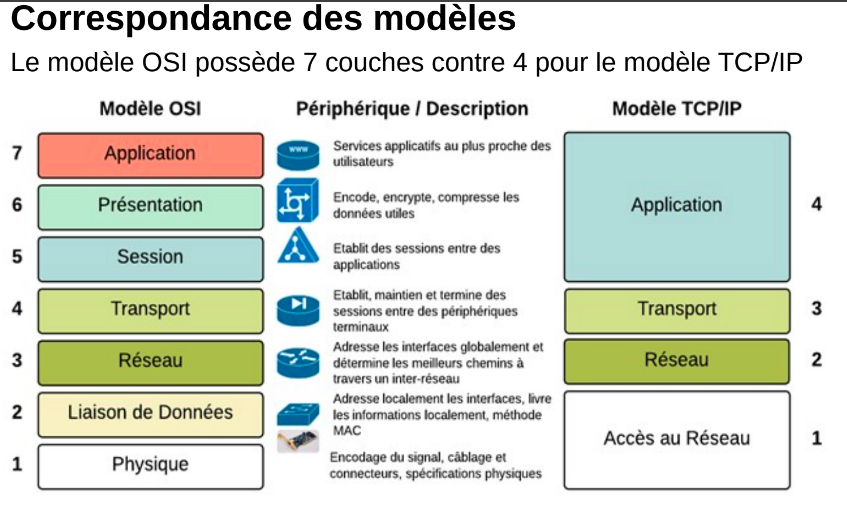 Correspondance des modèles
Le modèle OSI possède 7 couches contre 4 pour le modèle TCP/IP
Modèle OSI
Périphérique / Description
Modèle TCP/IP
7
Application
www
Services applicatifs au plus proche des
utilisateurs
6
Présentation
Encode, encrypte, compresse les
données utiles
Application
4
5
Session
Etablit des sessions entre des
applications
4
Transport
Etablit, maintien et termine des
sessions entre des périphériques
terminaux
Transport
3
3
Réseau
Adresse les interfaces globalement et
détermine les meilleurs chemins à
travers un inter-réseau
Réseau
2
2
Liaison de Données
Adresse localement les interfaces, livre
les informations localement, méthode
MAC
Accès au Réseau
1
1
Physique
Encodage du signal, câblage et
connecteurs, spécifications physiques